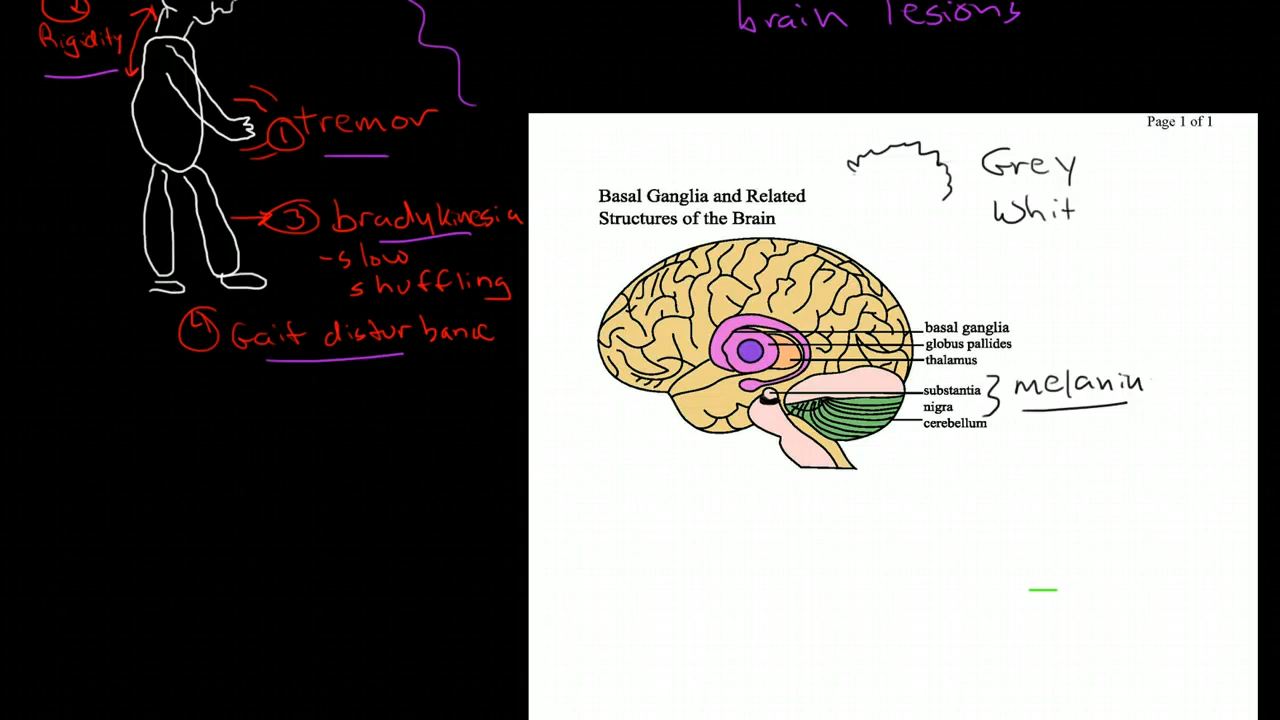 brain lesions
Rigidity
① tremor
③ bradykinesia
-slow
shuffling
④ Gait disturbanc
Page 1 of 1
Grey
Whit
Basal Ganglia and Related
Structures of the Brain
basal ganglia
globus pallides
thalamus
substantia
nigra
cerebellum
melanin